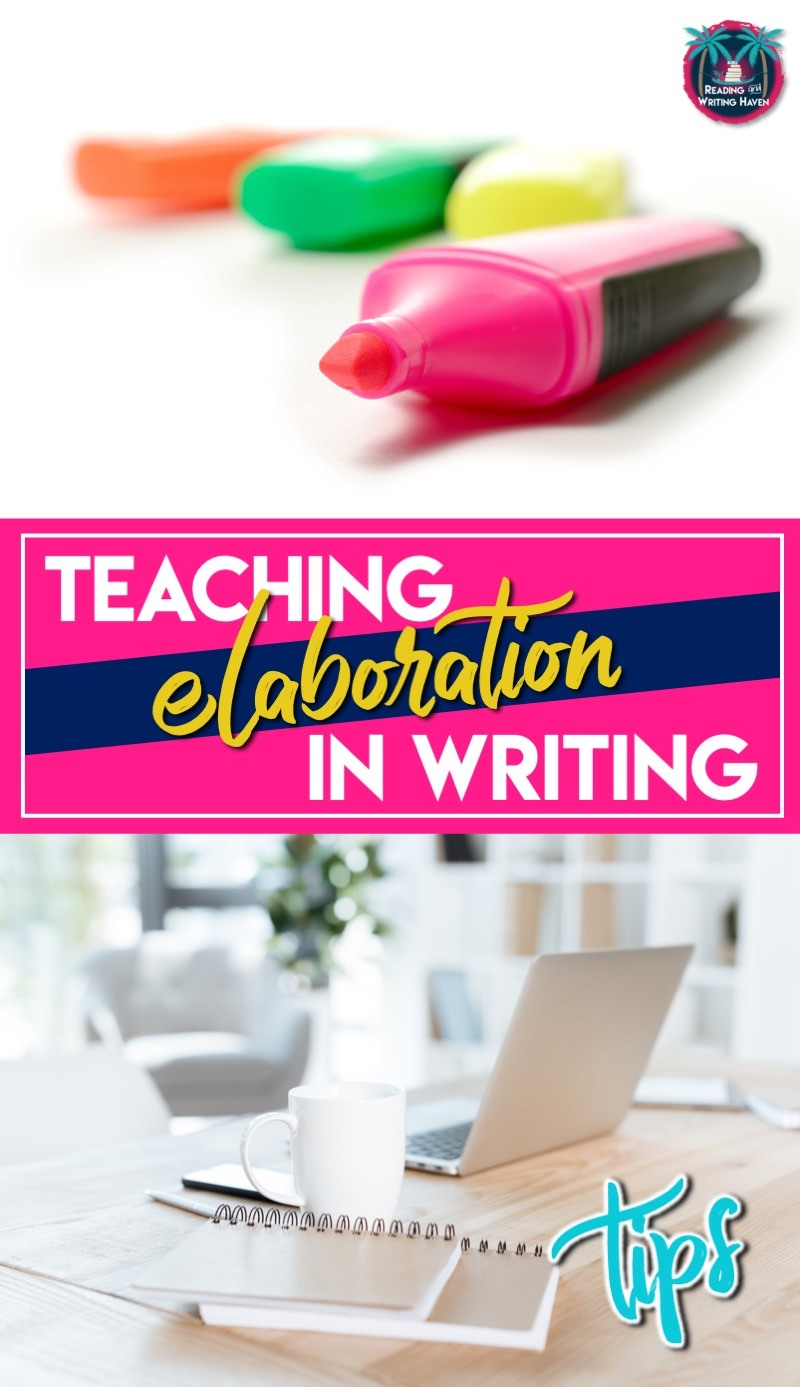 READING and
WRITING HAVEN
TEACHING
elaboration
IN WRITING
tips